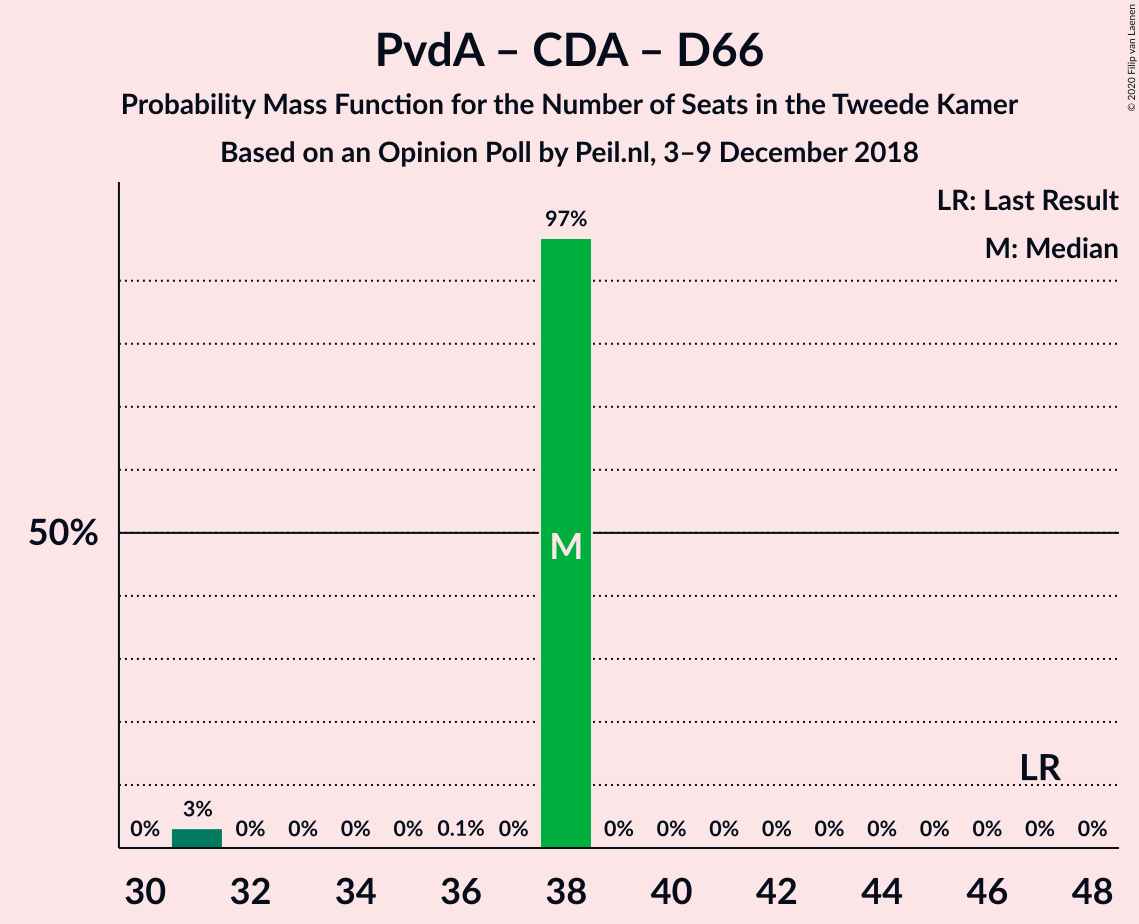 PvdA – CDA – D66
Probability Mass Function for the Number of Seats in the Tweede Kamer
Based on an Opinion Poll by Peil.nl, 3–9 December 2018
© 2020 Filip van Laenen
LR: Last Result
M: Median
97%
50%
M
LR
3%
0% 0% 0% 0% 0% 0.1% 0% 0% 0% 0% 0% 0% 0% 0% 0% 0% 0%
30 32 34 36 38 40 42 44 46 48